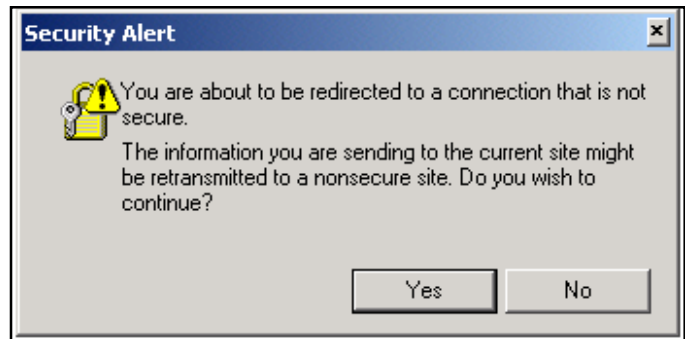 Security Alert
You are about to be redirected to a connection that is not
secure.
The information you are sending to the current site might
be retransmitted to a nonsecure site. Do you wish to
continue?
Yes
No